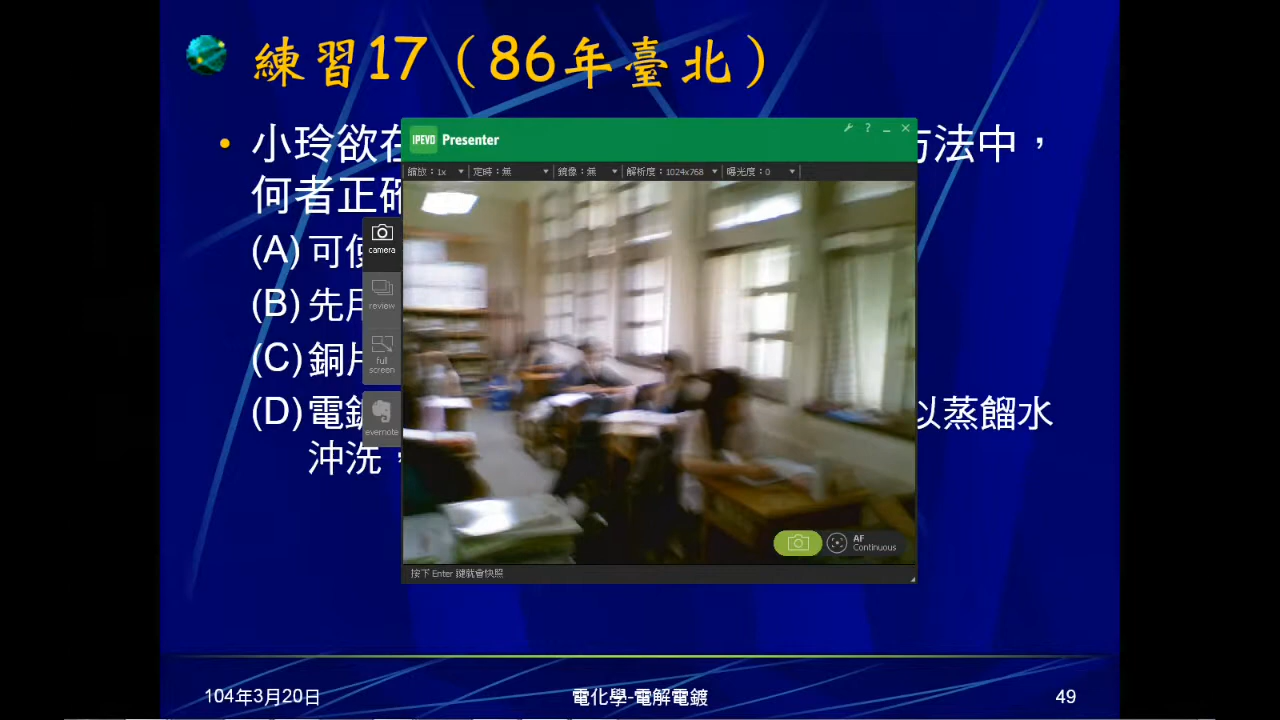 練習17（86年臺北）
• 小玲欲在
方法中，
何者正確
(A) 可使
(B) 先用
(C) 銅片
(D) 電鍍
以蒸餾水
沖洗，
IPEVO Presenter
縮放：1x 定時：無 鏡像：無 解析度：1024x768 曝光度：0
camera
review
full
screen
evernote
AF
Continuous
按下 Enter 鍵就會快照
104年3月20日 電化學-電解電鍍 49